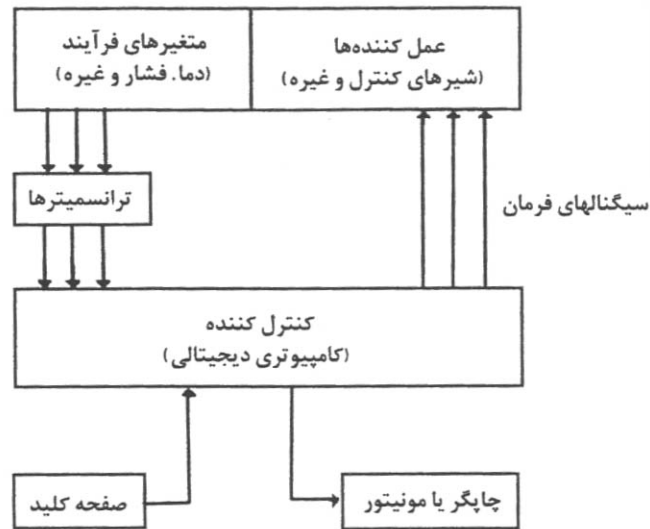 متغیرهای فرآیند
(دما. فشار و غیره)
عمل کننده‌ها
(شیرهای کنترل و غیره)
ترانسمیترها
سیگنالهای فرمان
کنترل کننده
(کامپیوتری دیجیتالی)
صفحه کلید
چاپگر یا مونیتور